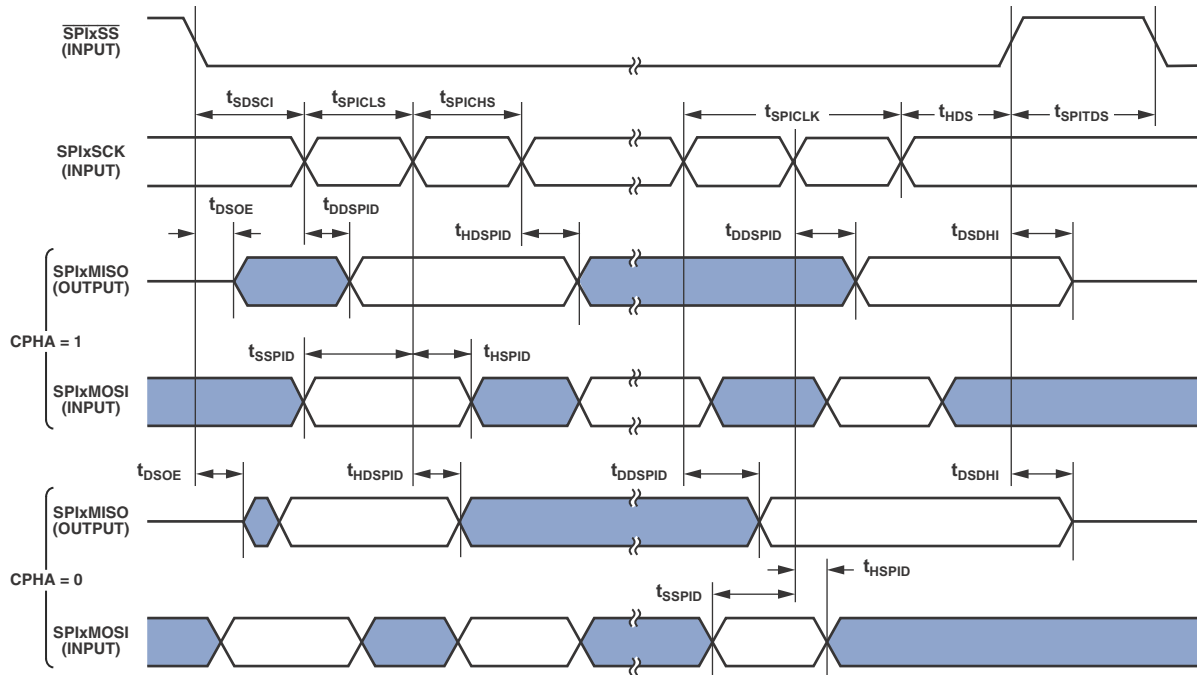 SPIxSS
(INPUT)
tSDSCI tSPICLS tSPICHS tSPICLK tHDS tSPITDS
SPIxSCK
(INPUT)
tDSOE tDDSPID tHDSPID tDDSPID tDSDHI
SPIxMISO
(OUTPUT)
CPHA = 1
tSSPID tHSPID
SPIxMOSI
(INPUT)
tDSOE tHDSPID tDDSPID tDSDHI
SPIxMISO
(OUTPUT)
CPHA = 0
tSSPID tHSPID
SPIxMOSI
(INPUT)